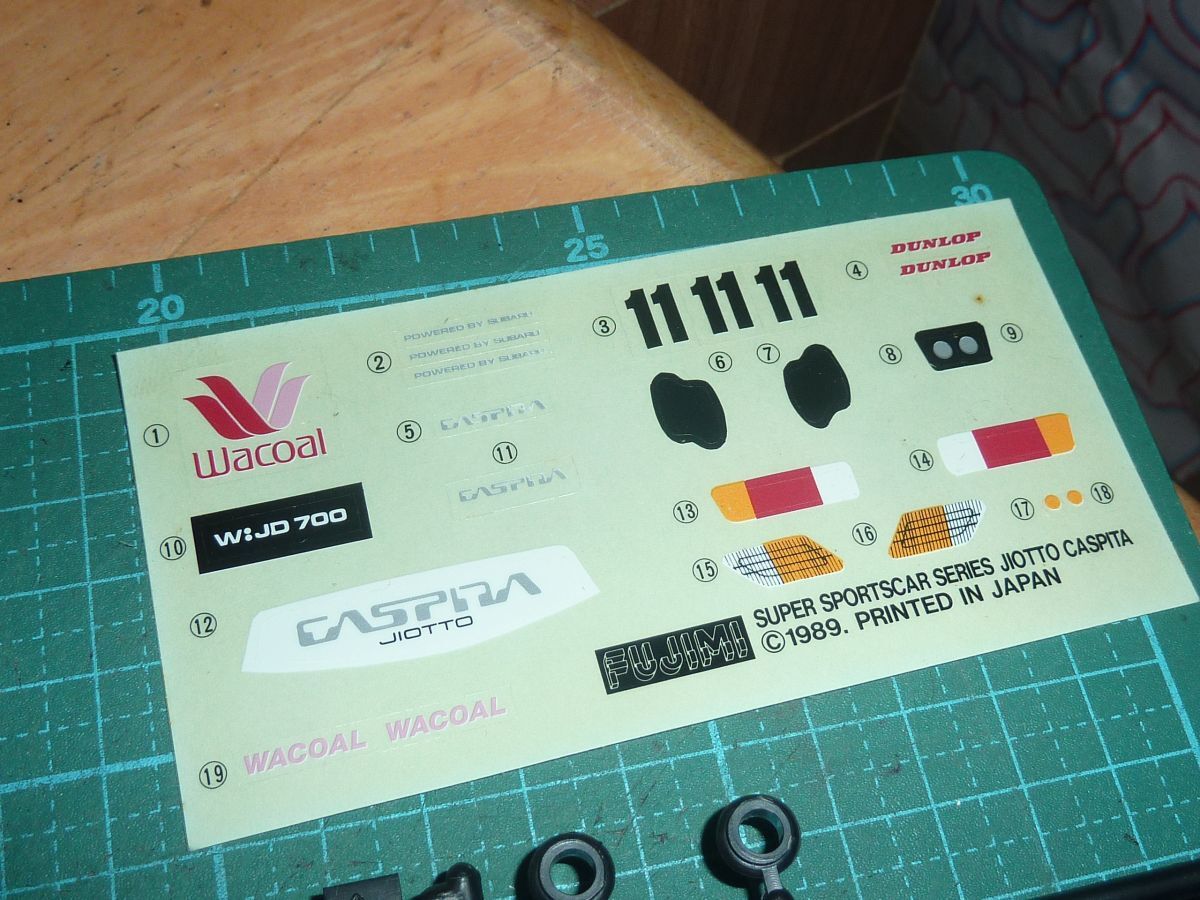 20
25
30
① Wacoal
② POWERED BY SUBARU
POWERED BY SUBARU
POWERED BY SUBARU
③ 11 11 11
④ DUNLOP
DUNLOP
⑤ CASPITA
⑥
⑦
⑧
⑨
⑩ W:JD 700
⑪
CASPITA
⑫ CASPITA
JIOTTO
⑬
⑭
⑮
⑯
⑰
⑱
⑲ WACOAL WACOAL
FUJIMI
SUPER SPORTSCAR SERIES JIOTTO CASPITA
©1989. PRINTED IN JAPAN